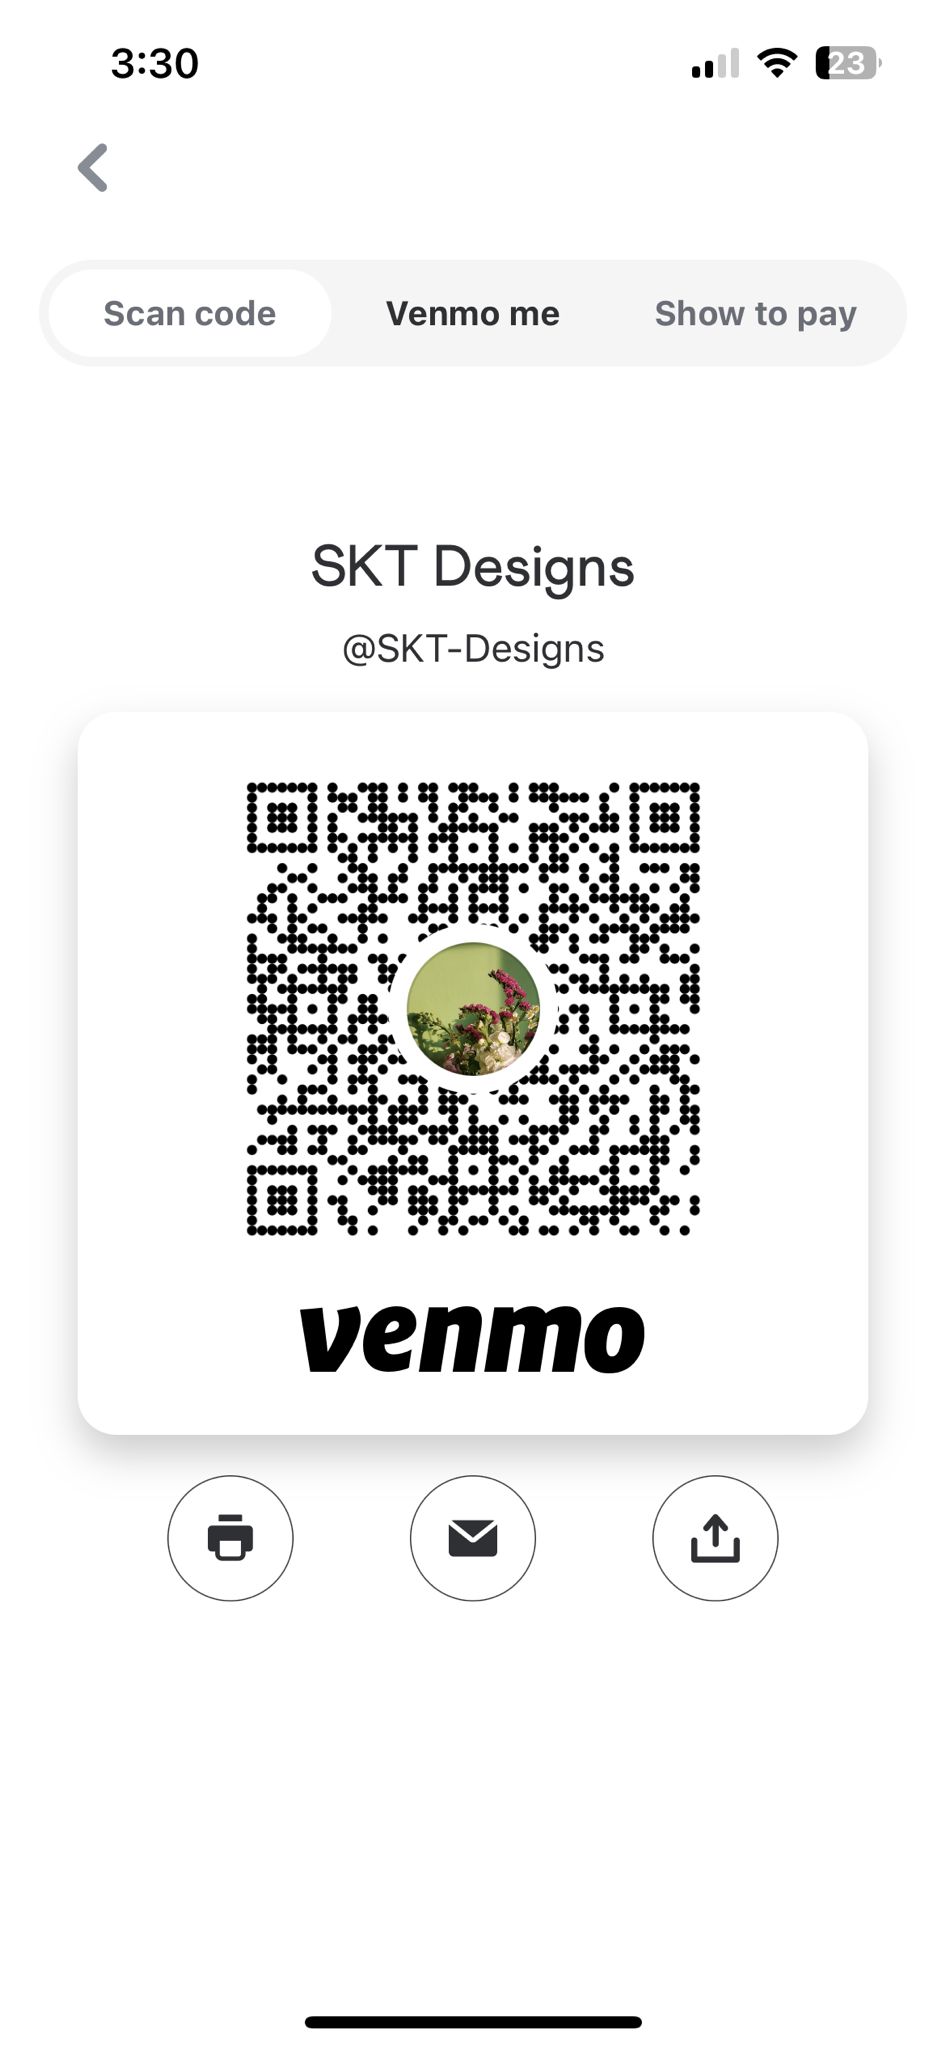 3:30
23
Scan code
Venmo me
Show to pay
SKT Designs
@SKT-Designs
venmo